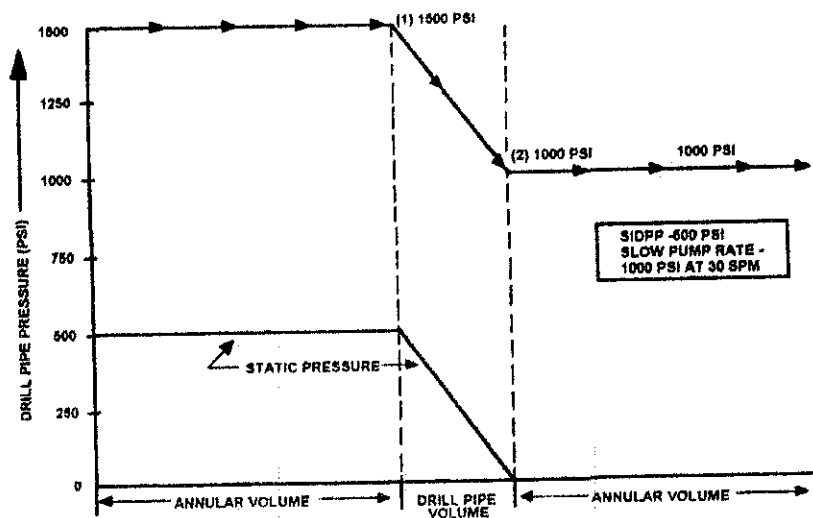 DRILL PIPE PRESSURE (PSI)
1500
1250
1000
750
500
250
0
(1) 1500 PSI
(2) 1000 PSI
1000 PSI
SIDPP -500 PSI
SLOW PUMP RATE -
1000 PSI AT 30 SPM
STATIC PRESSURE
ANNULAR VOLUME
DRILL PIPE
VOLUME
ANNULAR VOLUME